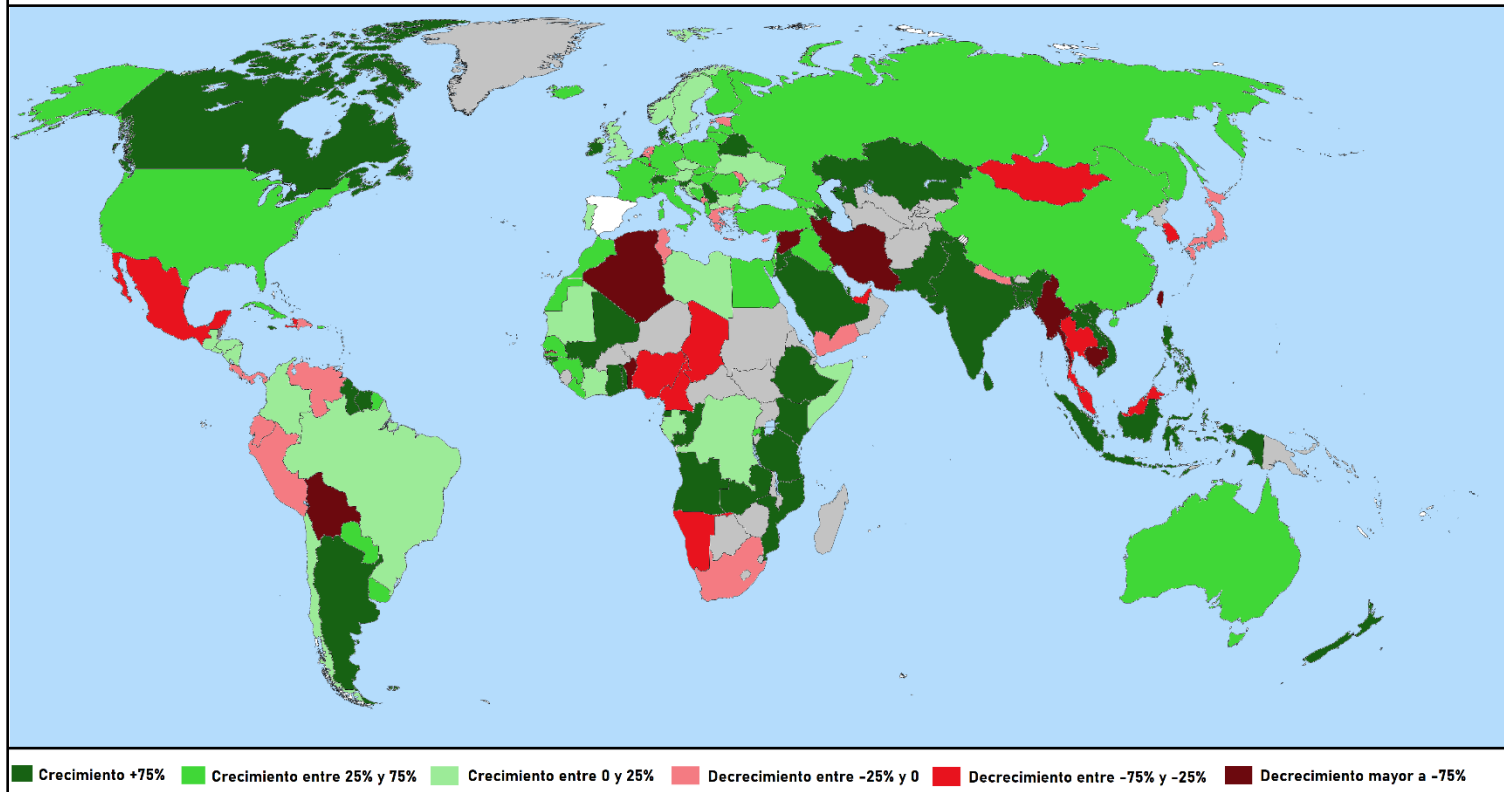 Crecimiento +75%
Crecimiento entre 25% y 75%
Crecimiento entre 0 y 25%
Decrecimiento entre -25% y 0
Decrecimiento entre -75% y -25%
Decrecimiento mayor a -75%